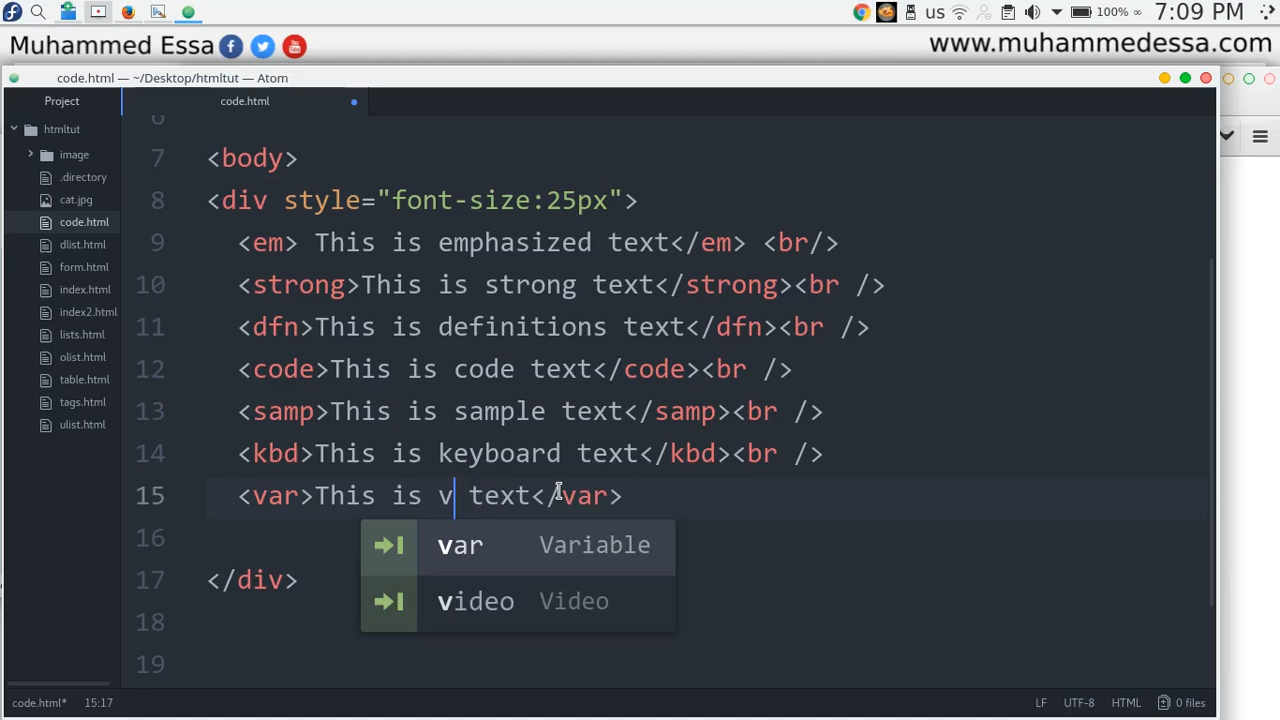 us 100% 7:09 PM
Muhammed Essa www.muhammedessa.com
code.html — ~/Desktop/htmltut — Atom
Project code.html
htmltut
image
.directory
cat.jpg
code.html
dlist.html
form.html
index.html
index2.html
lists.html
olist.html
table.html
tags.html
ulist.html
6
7 <body>
8 <div style="font-size:25px">
9 <em> This is emphasized text</em> <br/>
10 <strong>This is strong text</strong><br />
11 <dfn>This is definitions text</dfn><br />
12 <code>This is code text</code><br />
13 <samp>This is sample text</samp><br />
14 <kbd>This is keyboard text</kbd><br />
15 <var>This is v text</var>
16 var Variable
17 </div>
video Video
18
19
code.html* 15:17 LF UTF-8 HTML 0 files